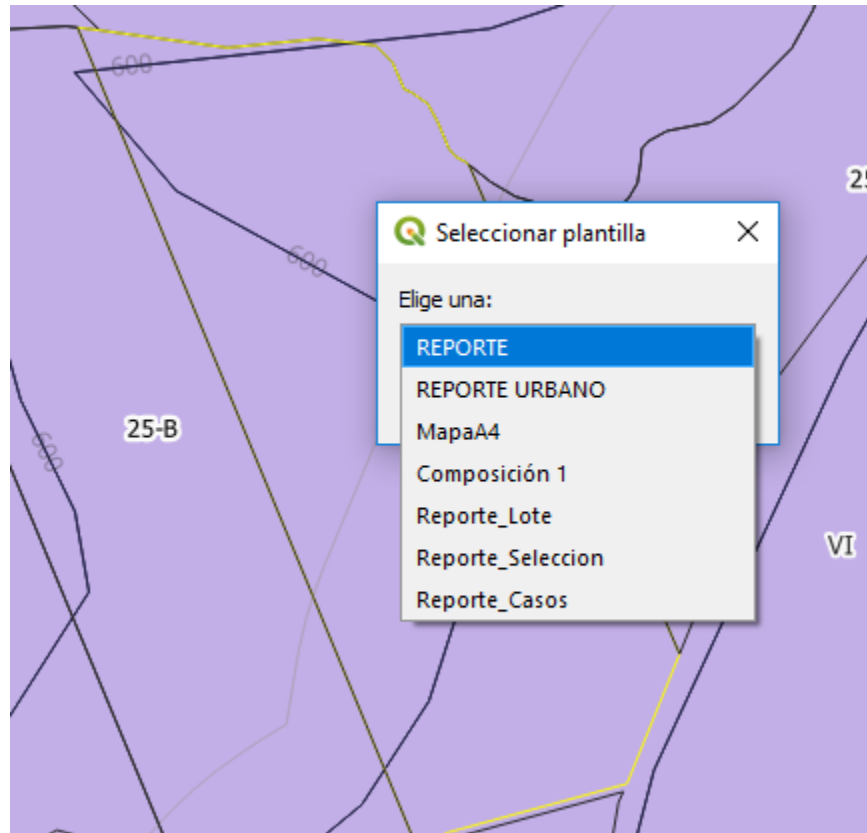 600
25
Seleccionar plantilla
600
Elige una:
REPORTE
REPORTE URBANO
MapaA4
25-B
600
Composición 1
Reporte_Lote
VI
Reporte_Seleccion
Reporte_Casos